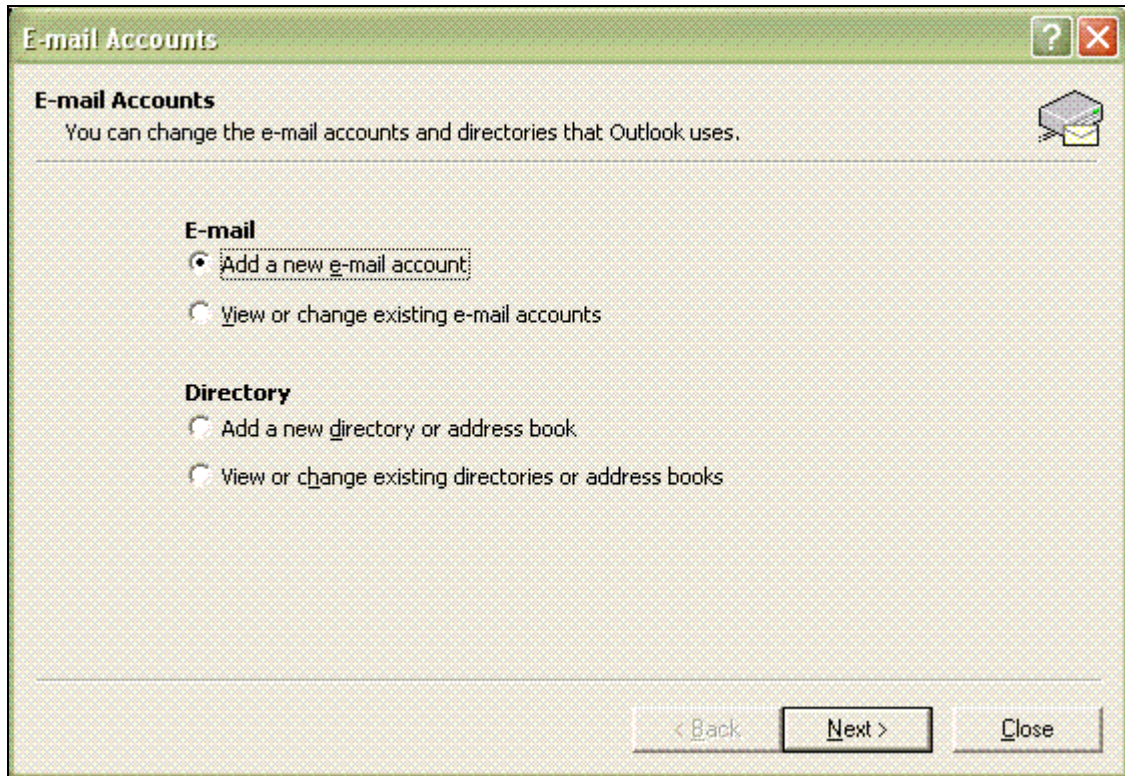 E-mail Accounts
E-mail Accounts
You can change the e-mail accounts and directories that Outlook uses.
E-mail
Add a new e-mail account
View or change existing e-mail accounts
Directory
Add a new directory or address book
View or change existing directories or address books
< Back Next > Close